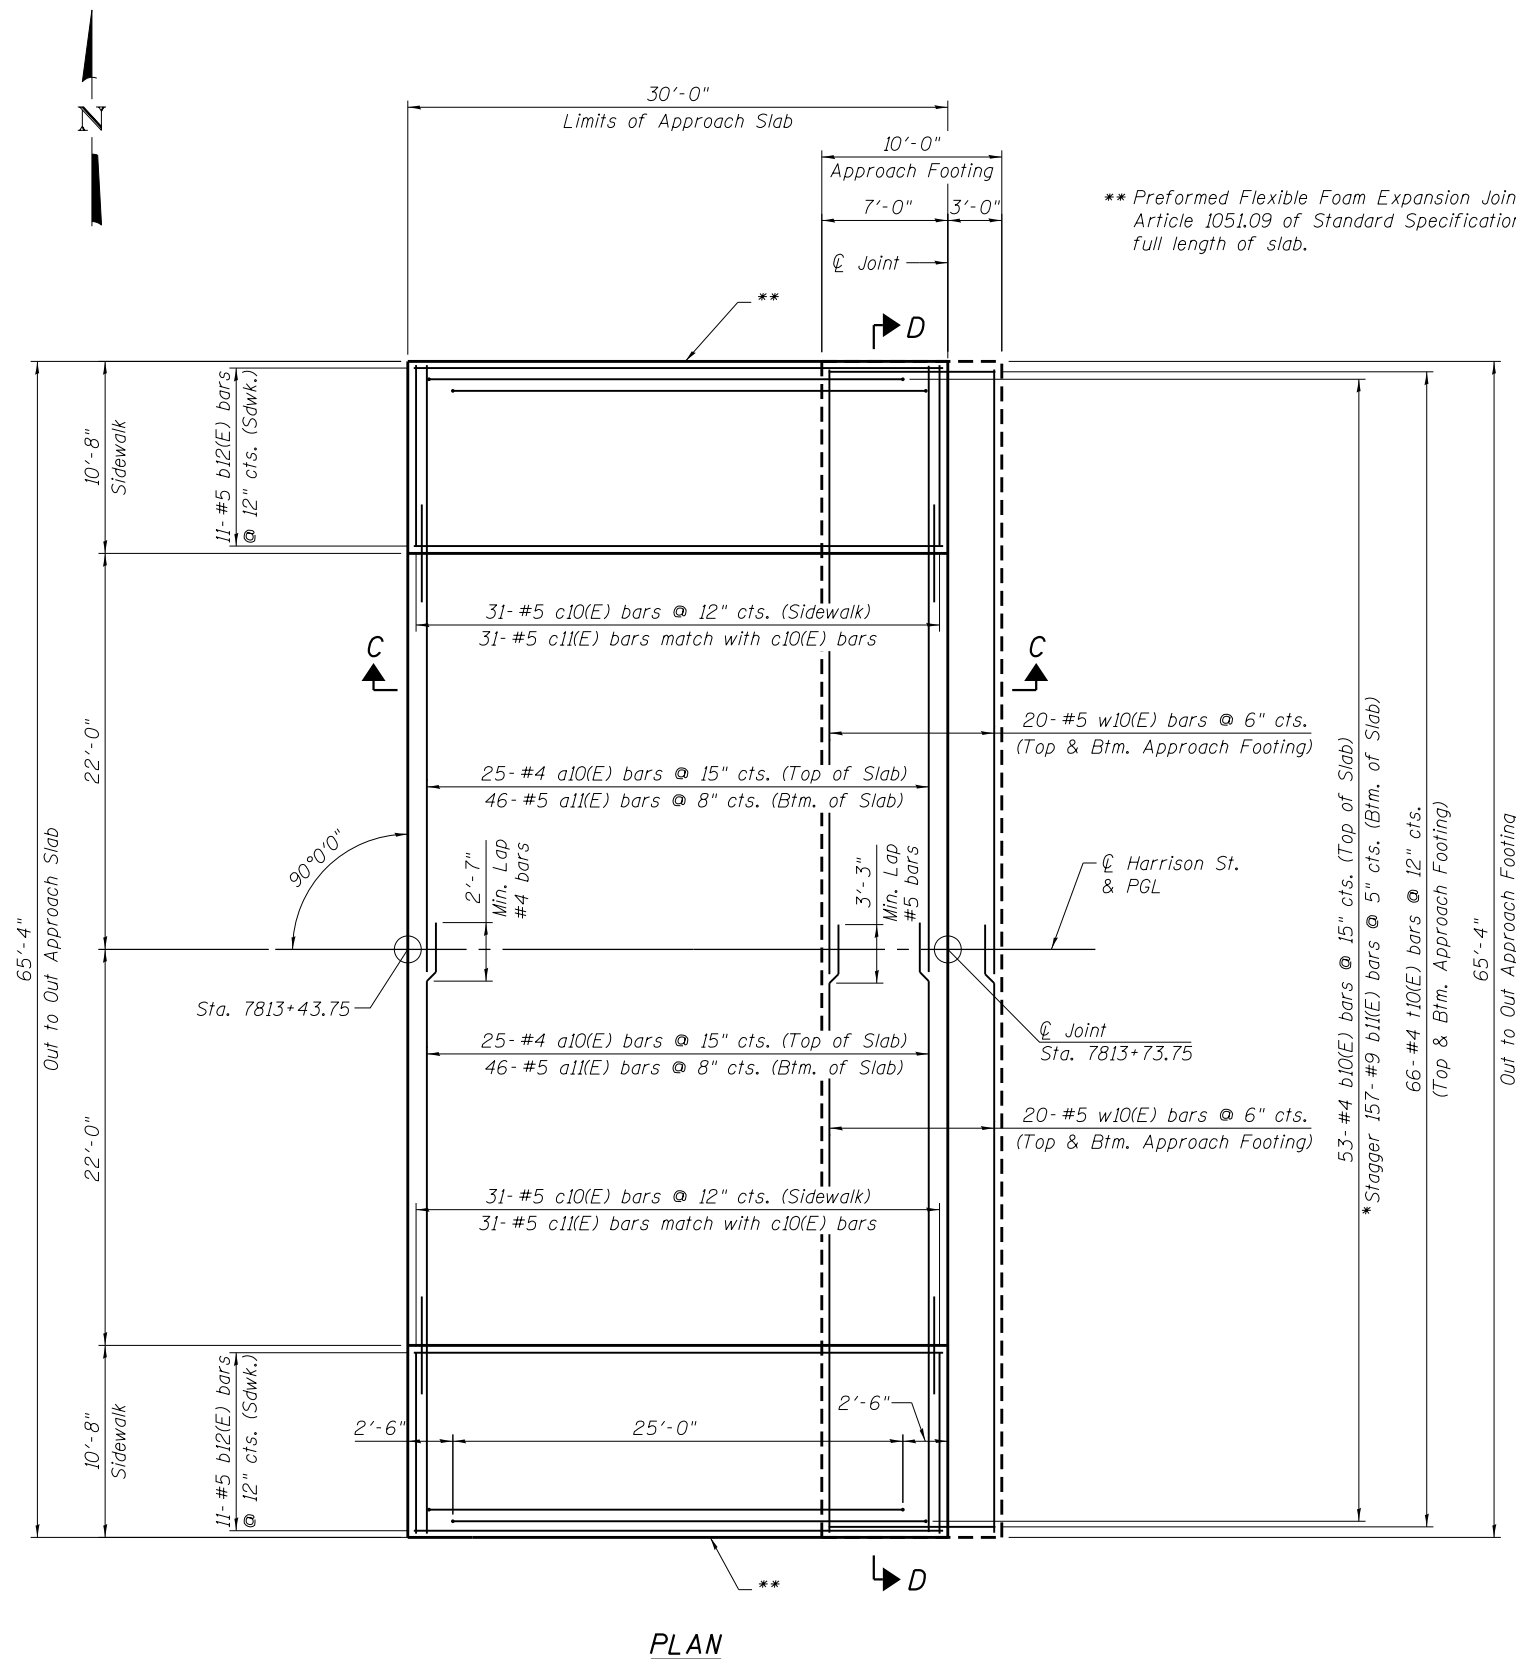 N
30'-0"
Limits of Approach Slab
10'-0"
Approach Footing
7'-0"
3'-0"
℄ Joint
** Preformed Flexible Foam Expansion Join
Article 1051.09 of Standard Specification
full length of slab.
**
D
10'-8"
Sidewalk
11-#5 b12(E) bars
@ 12" cts. (Sdwk.)
31-#5 c10(E) bars @ 12" cts. (Sidewalk)
31-#5 c11(E) bars match with c10(E) bars
C
C
22'-0"
20-#5 w10(E) bars @ 6" cts.
(Top & Btm. Approach Footing)
25-#4 a10(E) bars @ 15" cts. (Top of Slab)
46-#5 a11(E) bars @ 8" cts. (Btm. of Slab)
90°0'0"
2'-7"
Min. Lap
#4 bars
3'-3"
Min. Lap
#5 bars
℄ Harrison St.
& PGL
65'-4"
Out to Out Approach Slab
53-#4 b10(E) bars @ 15" cts. (Top of Slab)
*Stagger 157-#9 b11(E) bars @ 5" cts. (Btm. of Slab)
66-#4 t10(E) bars @ 12" cts.
(Top & Btm. Approach Footing)
65'-4"
Out to Out Approach Footing
Sta. 7813+43.75
℄ Joint
Sta. 7813+73.75
25-#4 a10(E) bars @ 15" cts. (Top of Slab)
46-#5 a11(E) bars @ 8" cts. (Btm. of Slab)
22'-0"
20-#5 w10(E) bars @ 6" cts.
(Top & Btm. Approach Footing)
31-#5 c10(E) bars @ 12" cts. (Sidewalk)
31-#5 c11(E) bars match with c10(E) bars
10'-8"
Sidewalk
11-#5 b12(E) bars
@ 12" cts. (Sdwk.)
2'-6"
25'-0"
2'-6"
**
D
PLAN